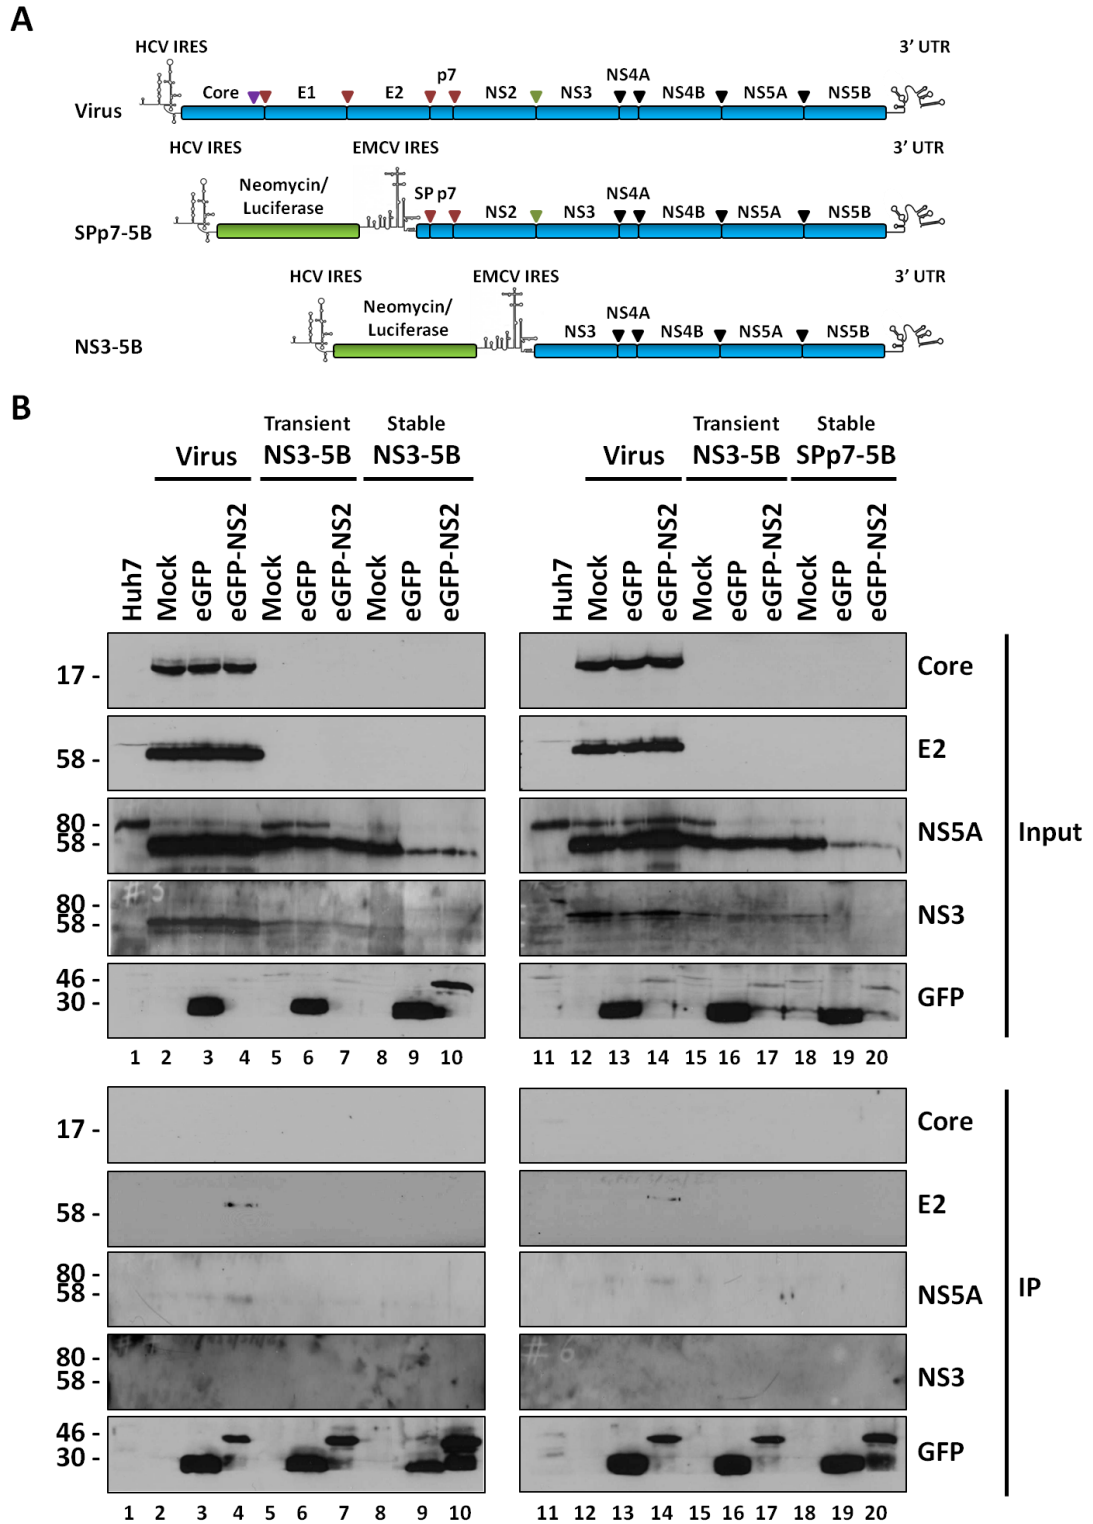 A
HCV IRES 3’ UTR
Virus Core E1 E2 p7 NS2 NS3 NS4A NS4B NS5A NS5B
HCV IRES EMCV IRES 3’ UTR
SPp7-5B Neomycin/ Luciferase SP p7 NS2 NS3 NS4A NS4B NS5A NS5B
HCV IRES EMCV IRES 3’ UTR
NS3-5B Neomycin/ Luciferase NS3 NS4A NS4B NS5A NS5B
B
Transient Stable Transient Stable
Virus NS3-5B NS3-5B Virus NS3-5B SPp7-5B
Huh7 Mock eGFP eGFP-NS2 Mock eGFP eGFP-NS2 Mock eGFP eGFP-NS2 Huh7 Mock eGFP eGFP-NS2 Mock eGFP eGFP-NS2 Mock eGFP eGFP-NS2
17 - Core
58 - E2
80 -
58 - NS5A
Input
# 5
80 -
58 - NS3
46 -
30 - GFP
1 2 3 4 5 6 7 8 9 10 11 12 13 14 15 16 17 18 19 20
17 - Core
58 - E2
80 -
58 - NS5A
IP
# 6
80 -
58 - NS3
46 -
30 - GFP
1 2 3 4 5 6 7 8 9 10 11 12 13 14 15 16 17 18 19 20